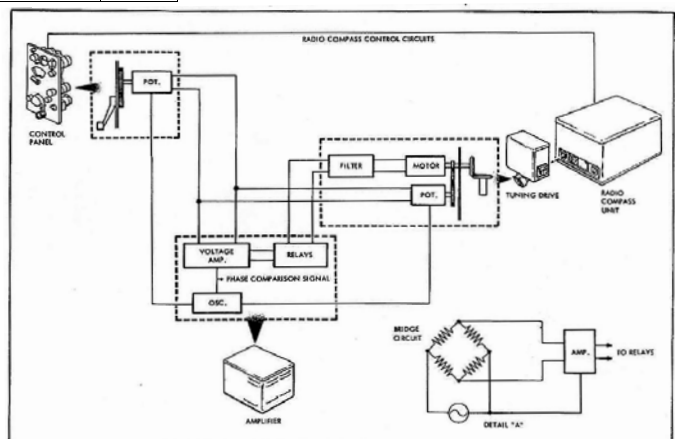 RADIO COMPASS CONTROL CIRCUITS
POT.
CONTROL
PANEL
FILTER
MOTOR
POT.
TUNING DRIVE
RADIO
COMPASS
UNIT
VOLTAGE
AMP.
RELAYS
PHASE COMPARISON SIGNAL
OSC.
BRIDGE
CIRCUIT
AMP.
TO RELAYS
AMPLIFIER
DETAIL "A"